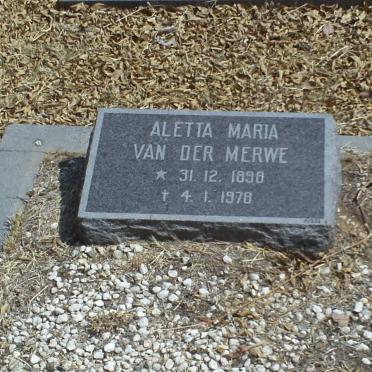 ALETTA MARIA
VAN DER MERWE
* 31. 12. 1898
† 4. 1. 1978